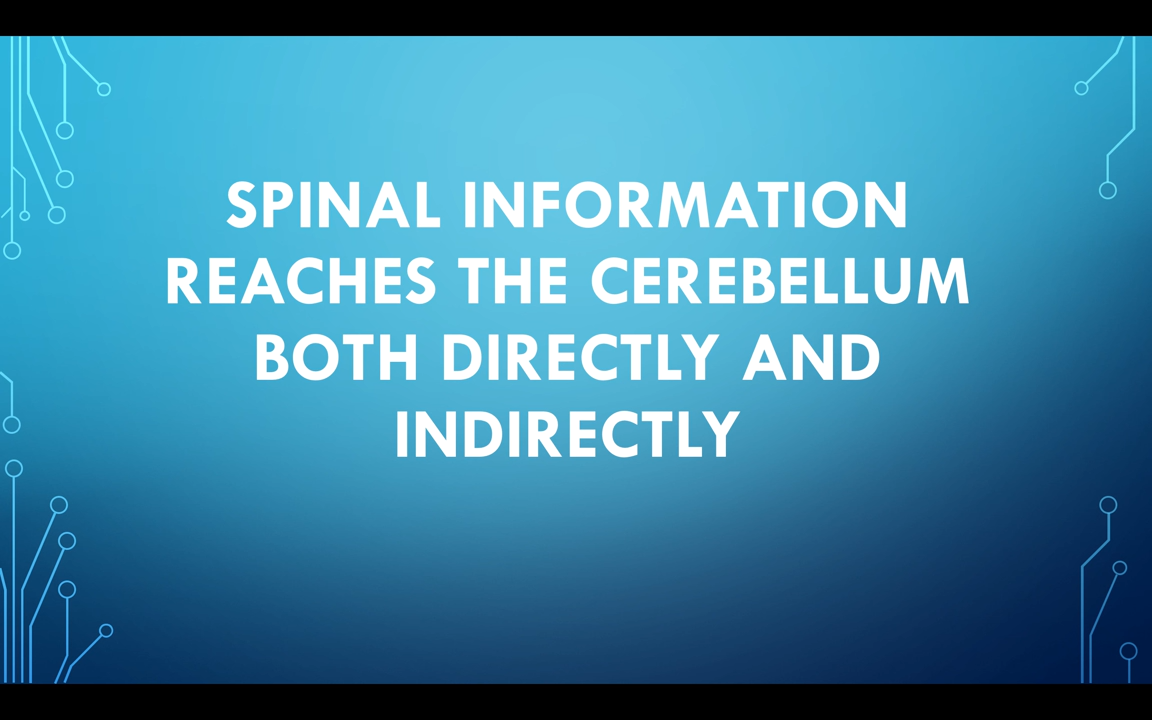 SPINAL INFORMATION
REACHES THE CEREBELLUM
BOTH DIRECTLY AND
INDIRECTLY